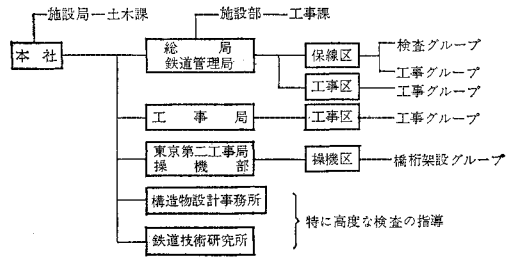 施設局—土木課
施設部—工事課
本社
総局
鉄道管理局
保線区
検査グループ
工事グループ
工事区
工事グループ
工事局
工事区
工事グループ
東京第二工事局
操機部
操機区
橋桁架設グループ
構造物設計事務所
鉄道技術研究所
特に高度な検査の指導